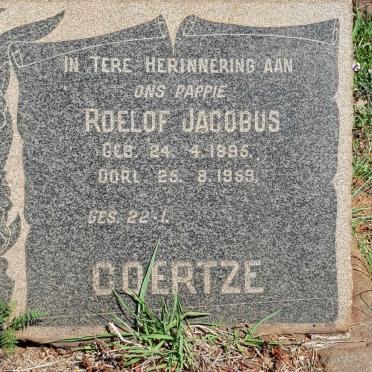 IN TERE HERINNERING AAN
ONS PAPPIE
ROELOF JACOBUS
GEB. 24. 4. 1895.
OORL. 25. 8. 1959.
GES. 22-1.
COERTZE